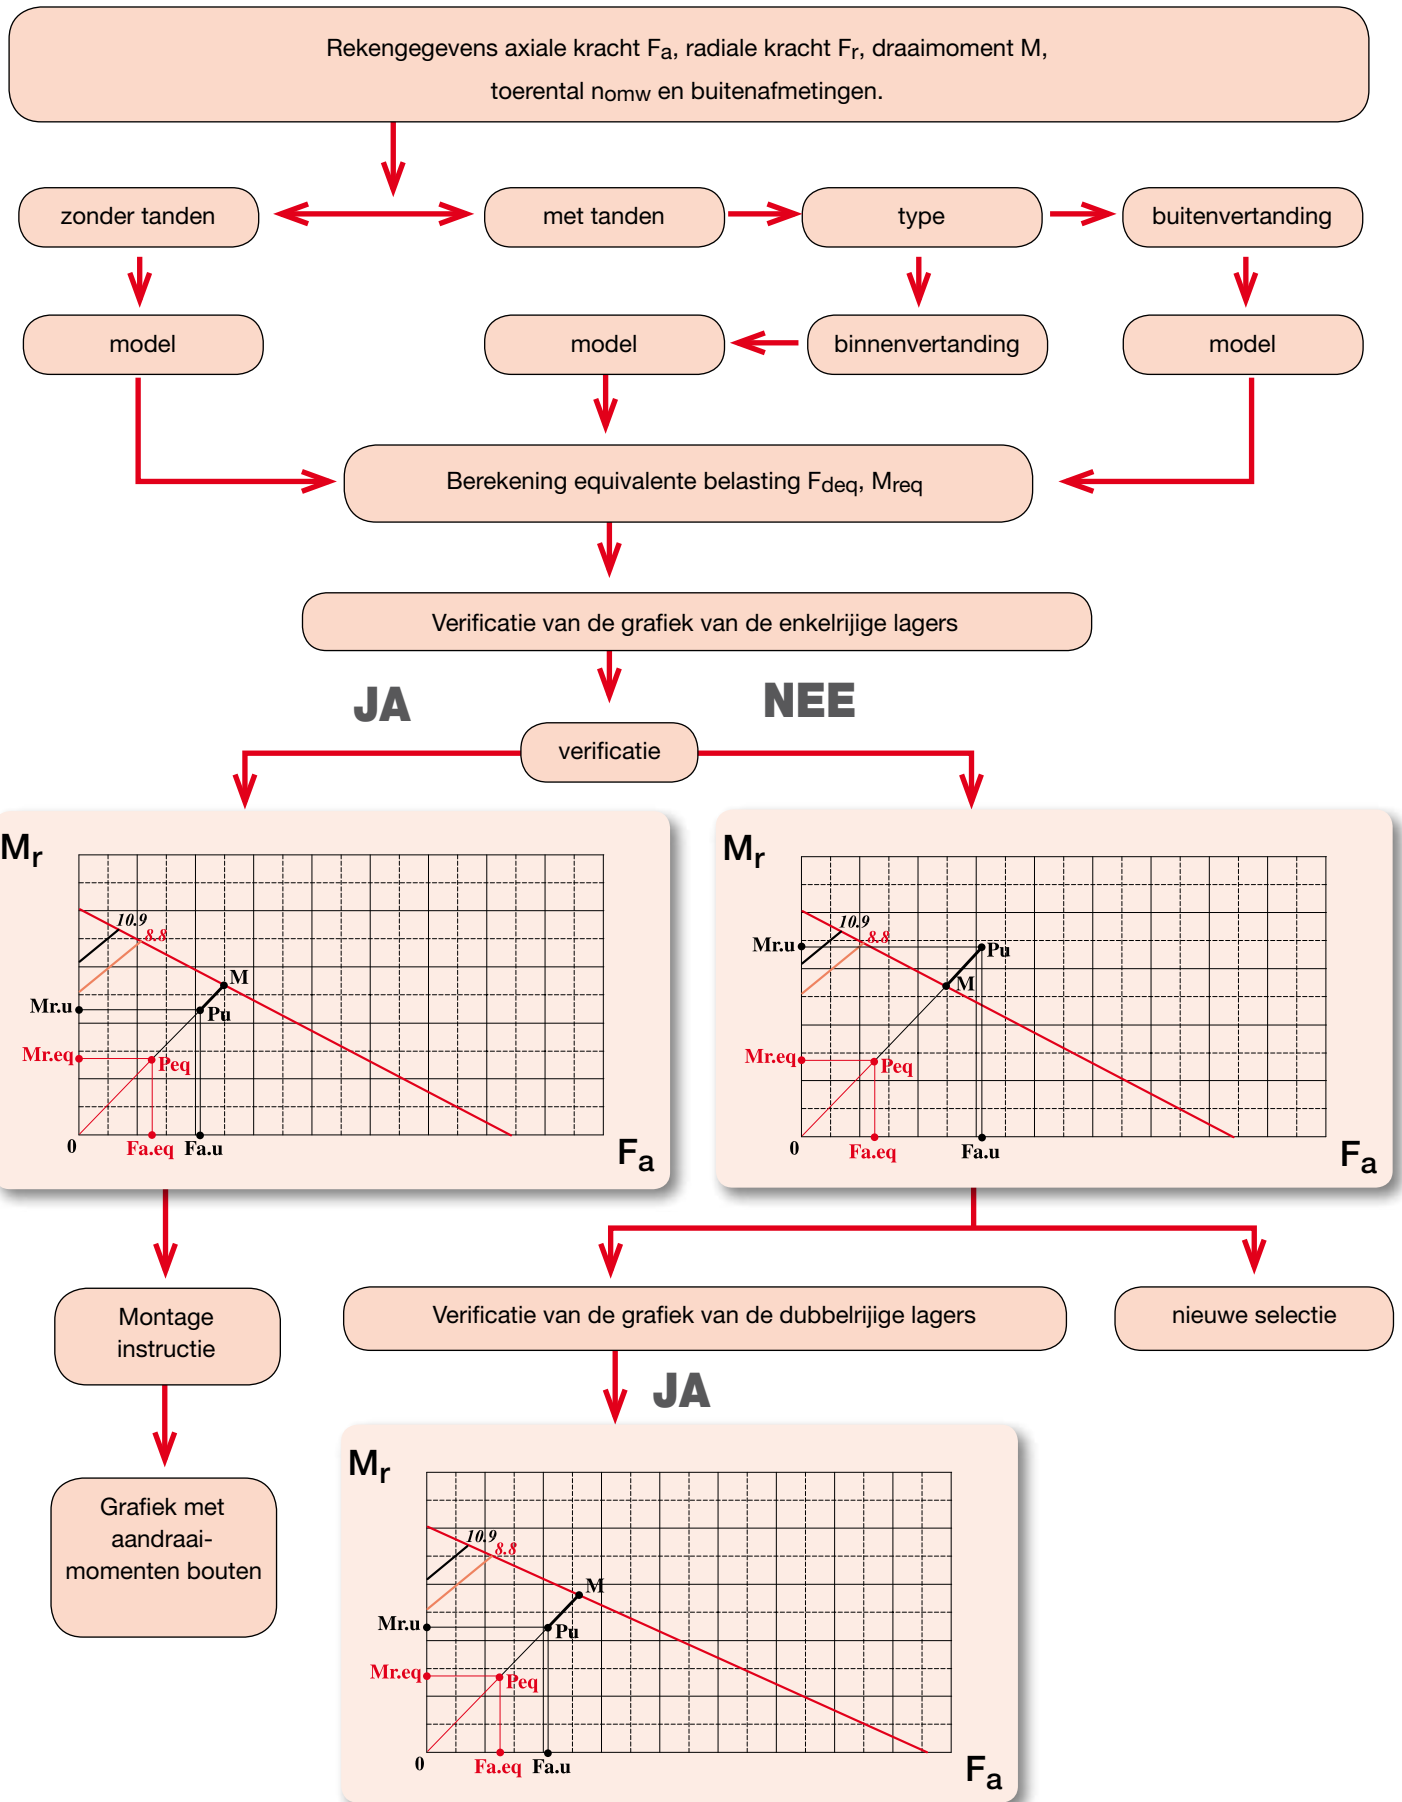 Rekengegevens axiale kracht Fa, radiale kracht Fr, draaimoment M,
toerental nomw en buitenafmetingen.
zonder tanden
met tanden
type
buitenvertanding
model
model
binnenvertanding
model
Berekening equivalente belasting Fdeq, Mreq
Verificatie van de grafiek van de enkelrijige lagers
JA
NEE
verificatie
Mr
10.9
8.8
M
Mr.u
Pu
Mr.eq
Peq
0
Fa.eq
Fa.u
Fa
Mr
10.9
8.8
Mr.u
Pu
M
Mr.eq
Peq
0
Fa.eq
Fa.u
Fa
Montage
instructie
Verificatie van de grafiek van de dubbelrijige lagers
nieuwe selectie
JA
Grafiek met
aandraai-
momenten bouten
Mr
10.9
8.8
M
Mr.u
Pu
Mr.eq
Peq
0
Fa.eq
Fa.u
Fa